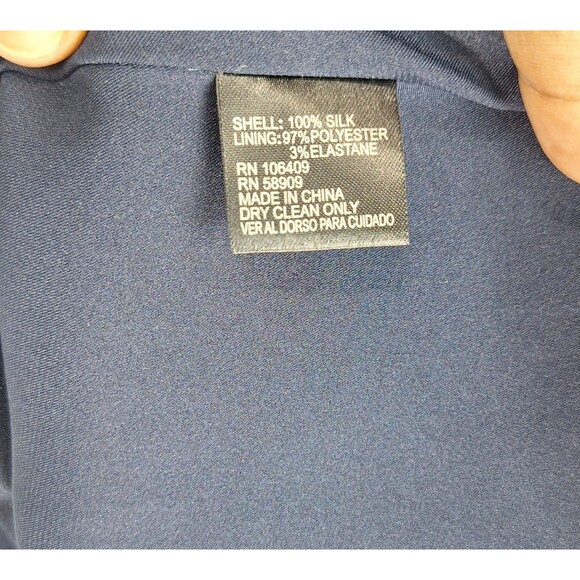 SHELL: 100% SILK
LINING: 97% POLYESTER
3% ELASTANE
RN 106409
RN 58909
MADE IN CHINA
DRY CLEAN ONLY
VER AL DORSO PARA CUIDADO